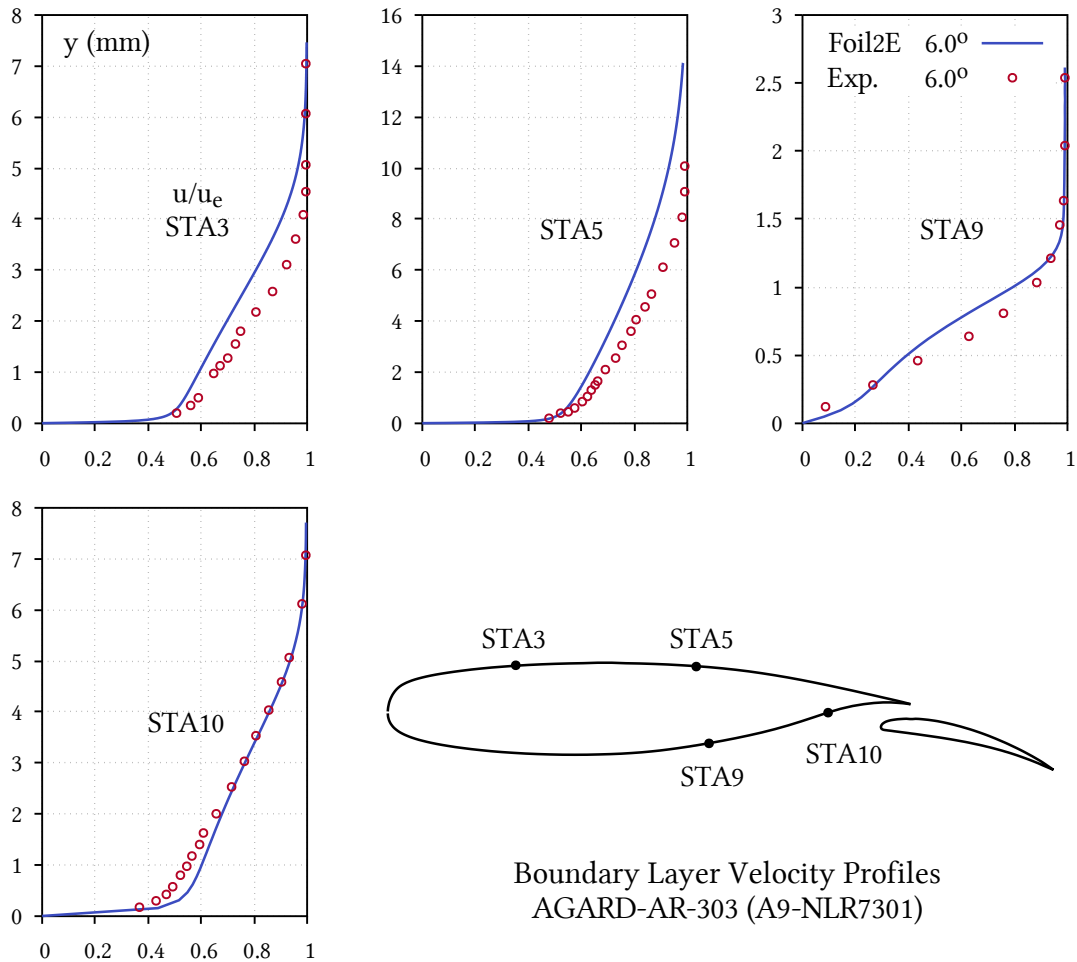 y (mm)
8
7
6
5
4
3
2
1
0
u/uₑ
STA3
0 0.2 0.4 0.6 0.8 1
16
14
12
10
8
6
4
2
0
STA5
0 0.2 0.4 0.6 0.8 1
Foil2E 6.0º
Exp. 6.0º
3
2.5
2
1.5
1
0.5
0
STA9
0 0.2 0.4 0.6 0.8 1
8
7
6
5
4
3
2
1
0
STA10
0 0.2 0.4 0.6 0.8 1
STA3 STA5
STA9 STA10
Boundary Layer Velocity Profiles
AGARD-AR-303 (A9-NLR7301)